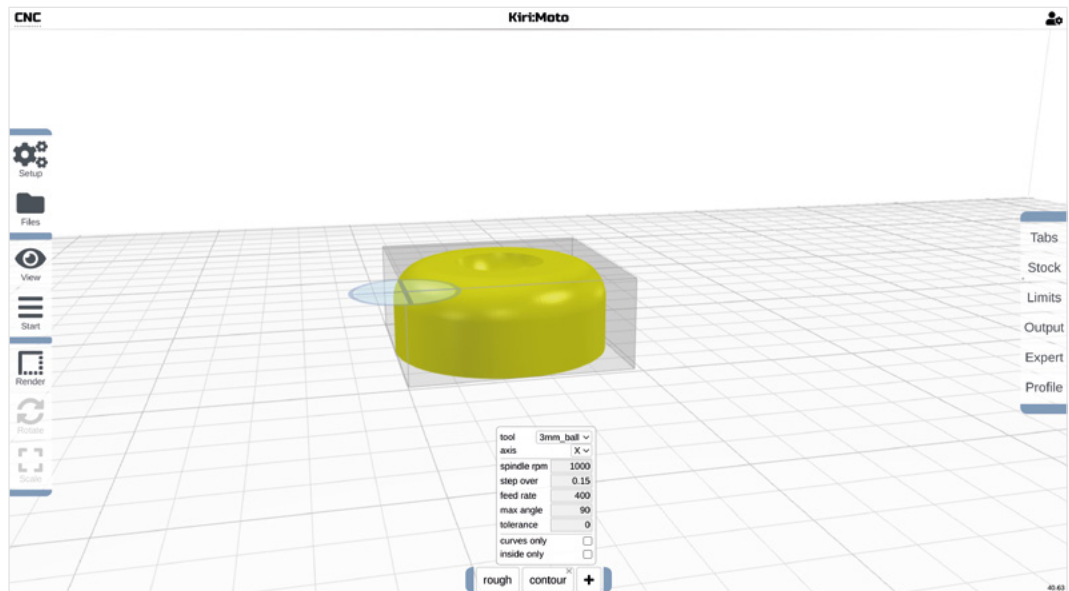 CNC
Kiri:Moto
Setup
Files
View
Start
Render
Rotate
Scale
Tabs
Stock
Limits
Output
Expert
Profile
tool 3mm_ball
axis X
spindle rpm 1000
step over 0.15
feed rate 400
max angle 90
tolerance 0
curves only
inside only
rough contour × +
40-63